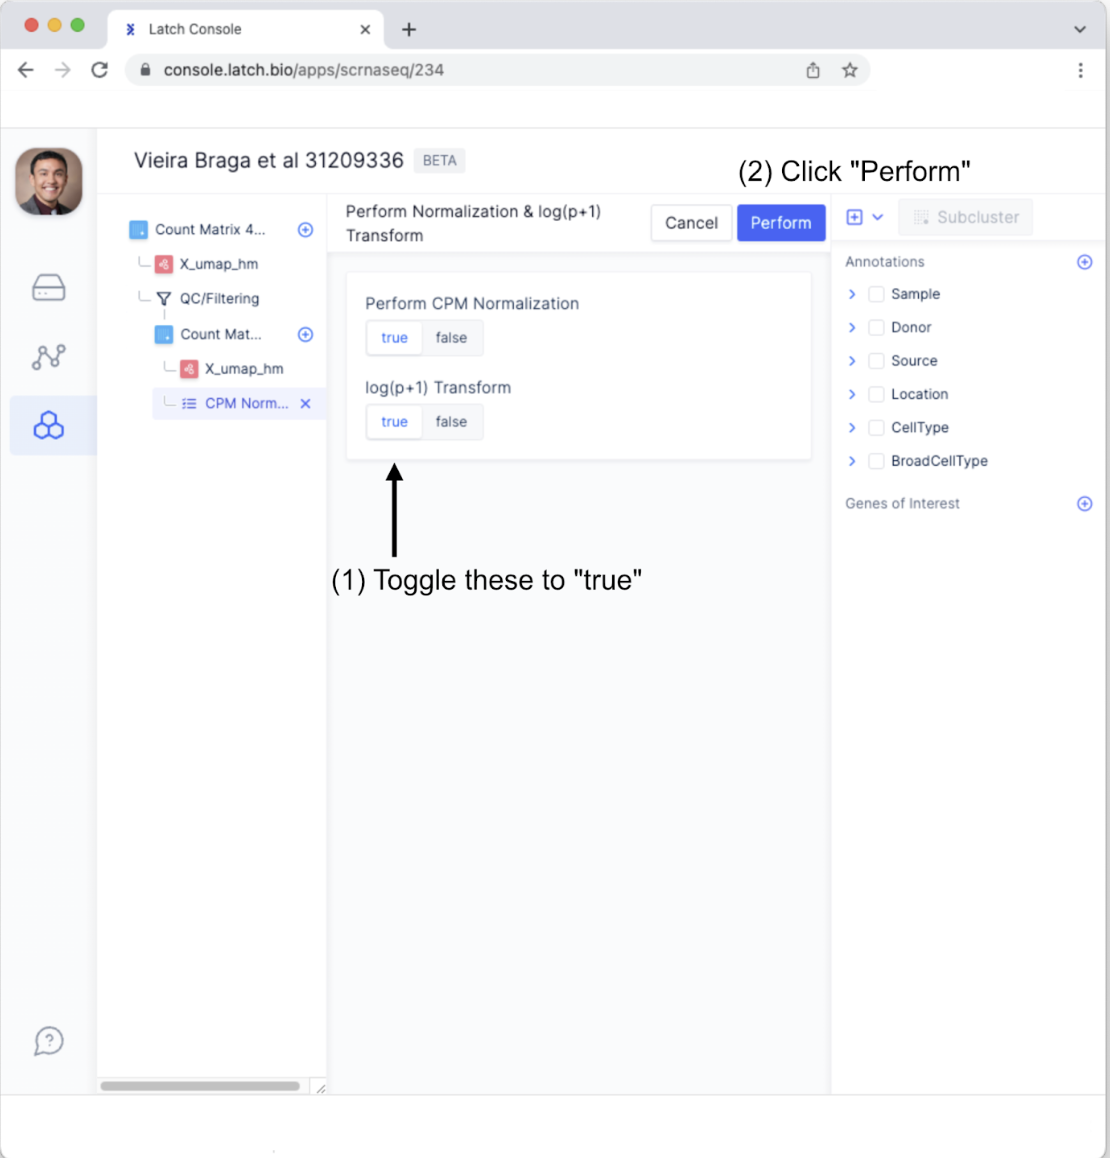 Latch Console
console.latch.bio/apps/scrnaseq/234
Vieira Braga et al 31209336 BETA
(2) Click "Perform"
Count Matrix 4...
X_umap_hm
QC/Filtering
Count Mat...
X_umap_hm
CPM Norm...
Perform Normalization & log(p+1)
Transform
Cancel
Perform
Perform CPM Normalization
true false
log(p+1) Transform
true false
(1) Toggle these to "true"
Subcluster
Annotations
Sample
Donor
Source
Location
CellType
BroadCellType
Genes of Interest